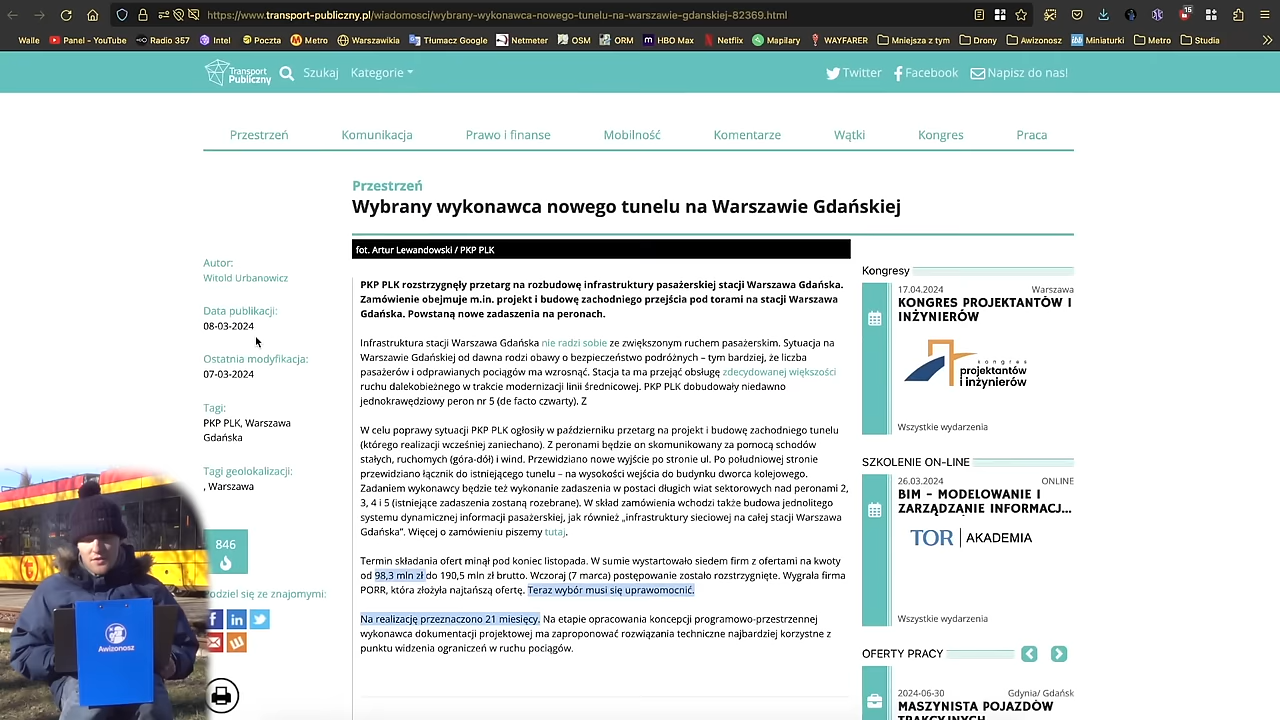 https://www.transport-publiczny.pl/wiadomosci/wybrany-wykonawca-nowego-tunelu-na-warszawie-gdanskiej-82369.html
15
Walle
Panel - YouTube
Radio 357
Intel
Poczta
Metro
Warszawikia
Tłumacz Google
Netmeter
OSM
ORM
HBO Max
Netflix
Mapilary
WAYFARER
Mniejsza z tym
Drony
Awizonosz
Miniaturki
Metro
Studia
Transport
Publiczny
Szukaj
Kategorie
Twitter
Facebook
Napisz do nas!
Przestrzeń
Komunikacja
Prawo i finanse
Mobilność
Komentarze
Wątki
Kongres
Praca
Przestrzeń
Wybrany wykonawca nowego tunelu na Warszawie Gdańskiej
fot. Artur Lewandowski / PKP PLK
Autor:
Witold Urbanowicz
Data publikacji:
08-03-2024
Ostatnia modyfikacja:
07-03-2024
Tagi:
PKP PLK, Warszawa
Gdańska
Tagi geolokalizacji:
, Warszawa
846
odziel się ze znajomymi:
Awizonosz
PKP PLK rozstrzygnęły przetarg na rozbudowę infrastruktury pasażerskiej stacji Warszawa Gdańska.
Zamówienie obejmuje m.in. projekt i budowę zachodniego przejścia pod torami na stacji Warszawa
Gdańska. Powstaną nowe zadaszenia na peronach.
Infrastruktura stacji Warszawa Gdańska nie radzi sobie ze zwiększonym ruchem pasażerskim. Sytuacja na
Warszawie Gdańskiej od dawna rodzi obawy o bezpieczeństwo podróżnych – tym bardziej, że liczba
pasażerów i odprawianych pociągów ma wzrosnąć. Stacja ta ma przejąć obsługę zdecydowanej większości
ruchu dalekobieżnego w trakcie modernizacji linii średnicowej. PKP PLK dobudowały niedawno
jednokrawędziowy peron nr 5 (de facto czwarty). Z
W celu poprawy sytuacji PKP PLK ogłosiły w październiku przetarg na projekt i budowę zachodniego tunelu
(którego realizacji wcześniej zaniechano). Z peronami będzie on skomunikowany za pomocą schodów
stałych, ruchomych (góra-dół) i wind. Przewidziano nowe wyjście po stronie ul. Po południowej stronie
przewidziano łącznik do istniejącego tunelu – na wysokości wejścia do budynku dworca kolejowego.
Zadaniem wykonawcy będzie też wykonanie zadaszenia w postaci długich wiat sektorowych nad peronami 2,
3, 4 i 5 (istniejące zadaszenia zostaną rozebrane). W skład zamówienia wchodzi także budowa jednolitego
systemu dynamicznej informacji pasażerskiej, jak również „infrastruktury sieciowej na całej stacji Warszawa
Gdańska”. Więcej o zamówieniu piszemy tutaj.
Termin składania ofert minął pod koniec listopada. W sumie wystartowało siedem firm z ofertami na kwoty
od 98,3 mln zł do 190,5 mln zł brutto. Wczoraj (7 marca) postępowanie zostało rozstrzygnięte. Wygrała firma
PORR, która złożyła najtańszą ofertę. Teraz wybór musi się uprawomocnić.
Na realizację przeznaczono 21 miesięcy. Na etapie opracowania koncepcji programowo-przestrzennej
wykonawca dokumentacji projektowej ma zaproponować rozwiązania techniczne najbardziej korzystne z
punktu widzenia ograniczeń w ruchu pociągów.
Kongresy
17.04.2024
Warszawa
KONGRES PROJEKTANTÓW I
INŻYNIERÓW
kongres
projektantów
i inżynierów
Wszystkie wydarzenia
SZKOLENIE ON-LINE
26.03.2024
ONLINE
BIM – MODELOWANIE I
ZARZĄDZANIE INFORMACJ...
TOR AKADEMIA
Wszystkie wydarzenia
OFERTY PRACY
2024-06-30
Gdynia/ Gdańsk
MASZYNISTA POJAZDÓW
TRAKCYJNYCH